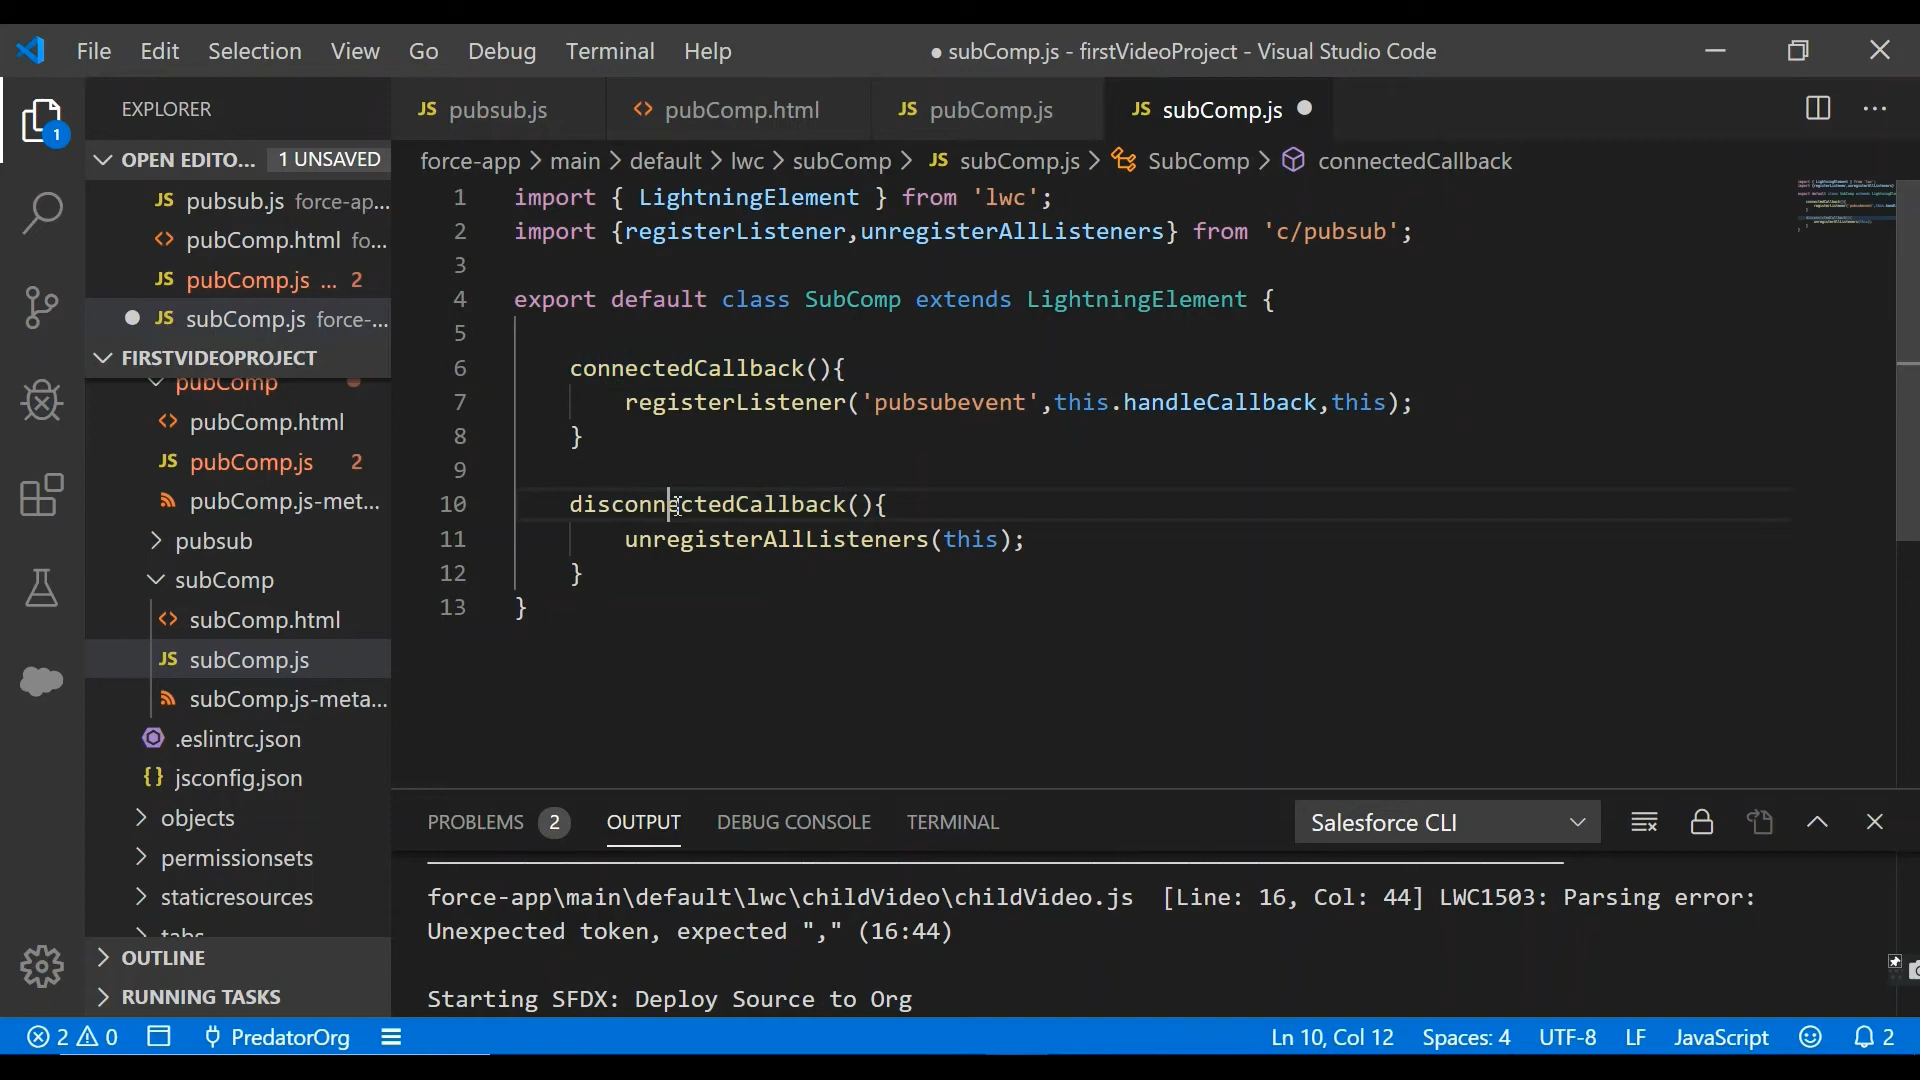 File Edit Selection View Go Debug Terminal Help
● subComp.js - firstVideoProject - Visual Studio Code
1
EXPLORER
OPEN EDITO... 1 UNSAVED
JS pubsub.js force-ap...
<> pubComp.html fo...
JS pubComp.js ... 2
JS subComp.js force-...
FIRSTVIDEOPROJECT
pubComp
<> pubComp.html
JS pubComp.js 2
pubComp.js-met...
pubsub
subComp
<> subComp.html
JS subComp.js
subComp.js-meta...
.eslintrc.json
{} jsconfig.json
objects
permissionsets
staticresources
tabs
OUTLINE
RUNNING TASKS
JS pubsub.js
<> pubComp.html
JS pubComp.js
JS subComp.js
force-app > main > default > lwc > subComp > JS subComp.js > SubComp > connectedCallback
1 import { LightningElement } from 'lwc';
2 import {registerListener,unregisterAllListeners} from 'c/pubsub';
3
4 export default class SubComp extends LightningElement {
5
6 connectedCallback(){
7 registerListener('pubsubevent',this.handleCallback,this);
8 }
9
10 disconnectedCallback(){
11 unregisterAllListeners(this);
12 }
13 }
PROBLEMS 2 OUTPUT DEBUG CONSOLE TERMINAL
Salesforce CLI
force-app\main\default\lwc\childVideo\childVideo.js [Line: 16, Col: 44] LWC1503: Parsing error:
Unexpected token, expected "," (16:44)
Starting SFDX: Deploy Source to Org
2 0 PredatorOrg
Ln 10, Col 12 Spaces: 4 UTF-8 LF JavaScript 2